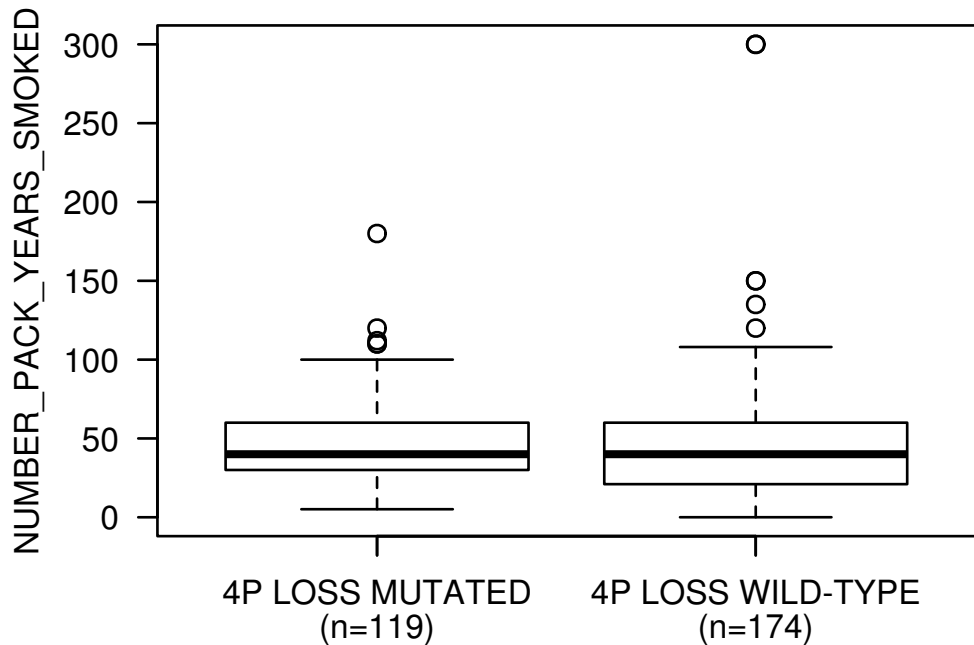 NUMBER_PACK_YEARS_SMOKED
300
250
200
150
100
50
0
4P LOSS MUTATED
(n=119)
4P LOSS WILD-TYPE
(n=174)